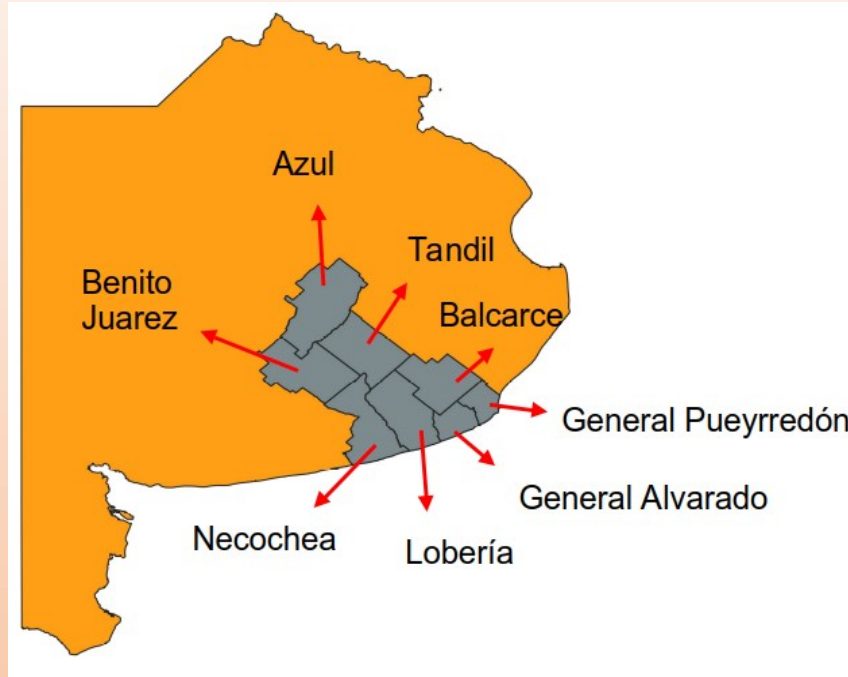 Azul
Tandil
Benito
Juarez
Balcarce
General Pueyrredón
General Alvarado
Necochea
Lobería